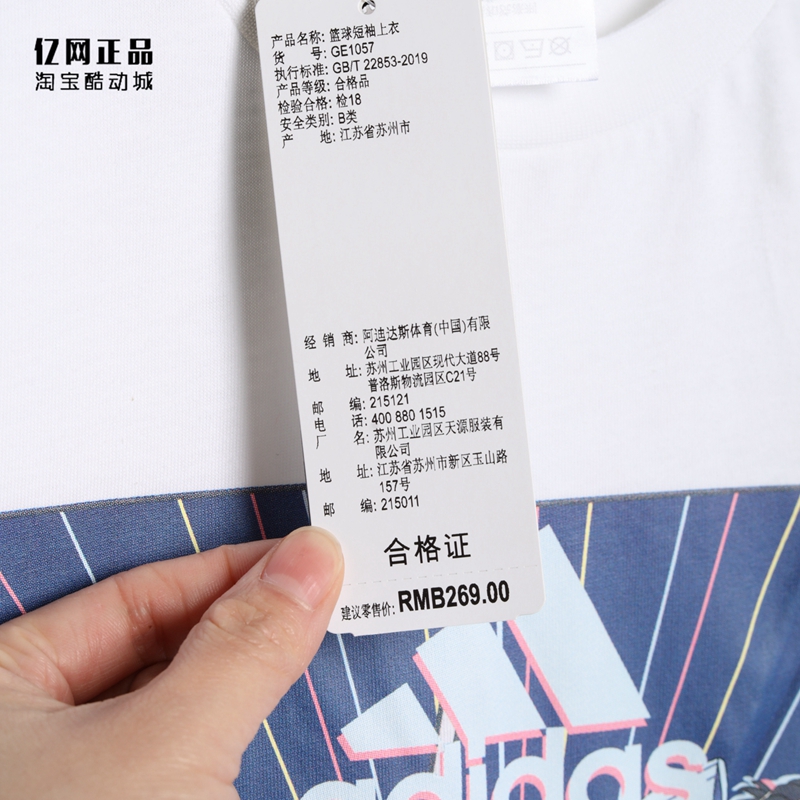 亿网正品
淘宝酷动城
产品名称: 篮球短袖上衣
货 号: GE1057
执行标准: GB/T 22853-2019
产品等级: 合格品
检验合格: 检18
安全类别: B类
产 地: 江苏省苏州市
经 销 商: 阿迪达斯体育(中国)有限
公司
地 址: 苏州工业园区现代大道88号
普洛斯物流园区C21号
邮 编: 215121
电 话: 400 880 1515
厂 名: 苏州工业园区天源服装有
限公司
地 址: 江苏省苏州市新区玉山路
157号
邮 编: 215011
合格证
建议零售价: RMB269.00
adidas